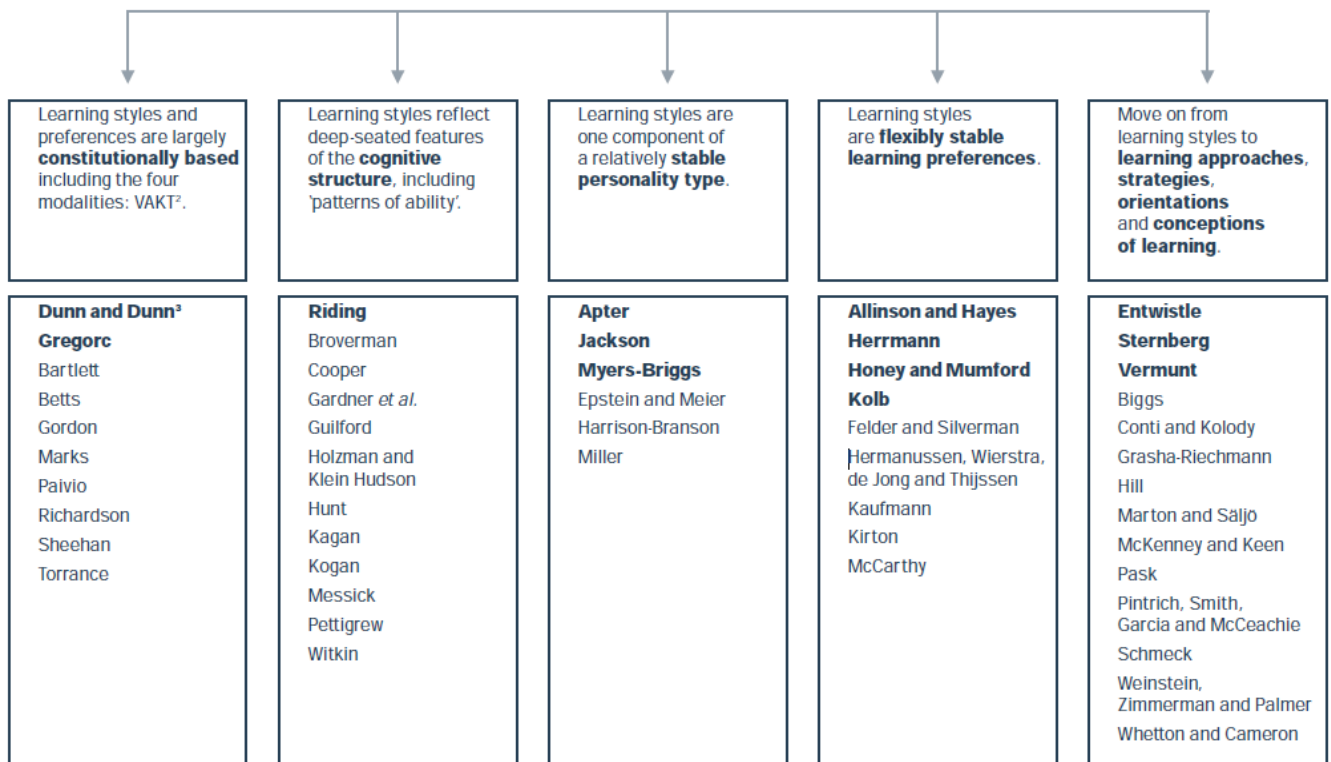 Learning styles and
preferences are largely
constitutionally based
including the four
modalities: VAKT².
Learning styles reflect
deep-seated features
of the cognitive
structure, including
'patterns of ability'.
Learning styles are
one component of
a relatively stable
personality type.
Learning styles
are flexibly stable
learning preferences.
Move on from
learning styles to
learning approaches,
strategies,
orientations
and conceptions
of learning.
Dunn and Dunn³
Gregorc
Bartlett
Betts
Gordon
Marks
Paivio
Richardson
Sheehan
Torrance
Riding
Broverman
Cooper
Gardner et al.
Guilford
Holzman and
Klein Hudson
Hunt
Kagan
Kogan
Messick
Pettigrew
Witkin
Apter
Jackson
Myers-Briggs
Epstein and Meier
Harrison-Branson
Miller
Allinson and Hayes
Herrmann
Honey and Mumford
Kolb
Felder and Silverman
Hermanussen, Wierstra,
de Jong and Thijssen
Kaufmann
Kirton
McCarthy
Entwistle
Sternberg
Vermunt
Biggs
Conti and Kolody
Grasha-Riechmann
Hill
Marton and Säljö
McKenney and Keen
Pask
Pintrich, Smith,
Garcia and McCeachie
Schmeck
Weinstein,
Zimmerman and Palmer
Whetton and Cameron